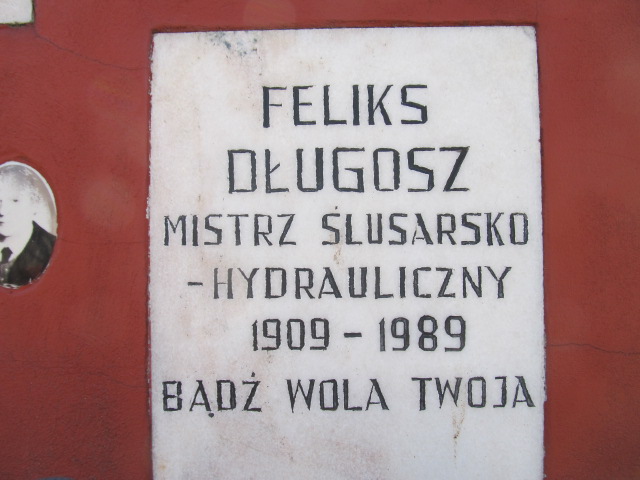 FELIKS
DŁUGOSZ
MISTRZ ŚLUSARSKO
-HYDRAULICZNY
1909 - 1989
BĄDŹ WOLA TWOJA